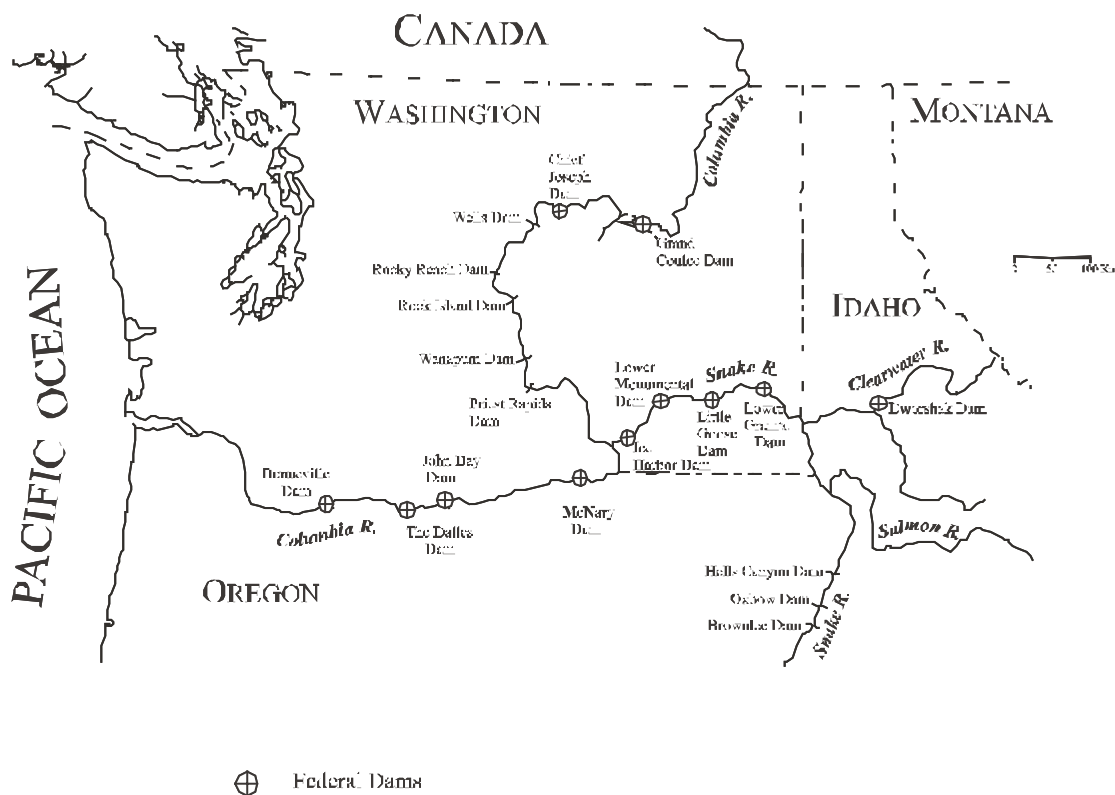 CANADA
WASHINGTON
MONTANA
Columbia R.
Chief
Joseph
Dam
Wells Dam
Grand
Coulee Dam
Rocky Reach Dam
Rock Island Dam
100 Km
50
IDAHO
PACIFIC OCEAN
Wanapum Dam
Lower
Monumental
Dam
Snake R.
Clearwater R.
Priest Rapids
Dam
Little
Goose
Dam
Lower
Granite
Dam
Dworshak Dam
Ice
Harbor Dam
John Day
Dam
Bonneville
Dam
McNary
Dam
Columbia R.
The Dalles
Dam
Salmon R.
Hells Canyon Dam
OREGON
Oxbow Dam
Snake R.
Brownlee Dam
Federal Dams